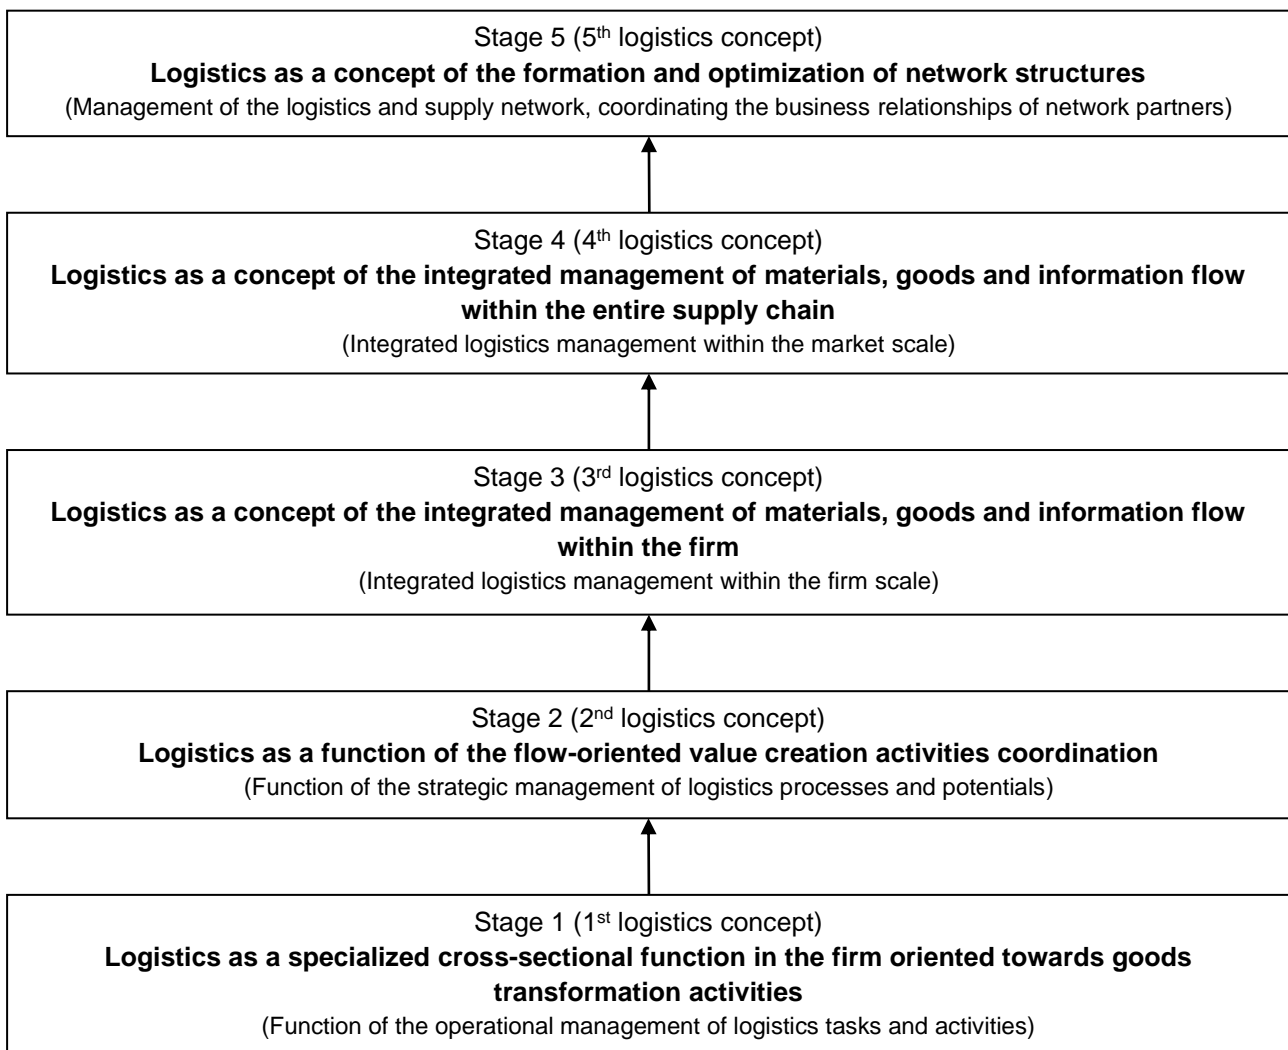 Stage 5 (5th logistics concept)
Logistics as a concept of the formation and optimization of network structures
(Management of the logistics and supply network, coordinating the business relationships of network partners)
Stage 4 (4th logistics concept)
Logistics as a concept of the integrated management of materials, goods and information flow
within the entire supply chain
(Integrated logistics management within the market scale)
Stage 3 (3rd logistics concept)
Logistics as a concept of the integrated management of materials, goods and information flow
within the firm
(Integrated logistics management within the firm scale)
Stage 2 (2nd logistics concept)
Logistics as a function of the flow-oriented value creation activities coordination
(Function of the strategic management of logistics processes and potentials)
Stage 1 (1st logistics concept)
Logistics as a specialized cross-sectional function in the firm oriented towards goods
transformation activities
(Function of the operational management of logistics tasks and activities)